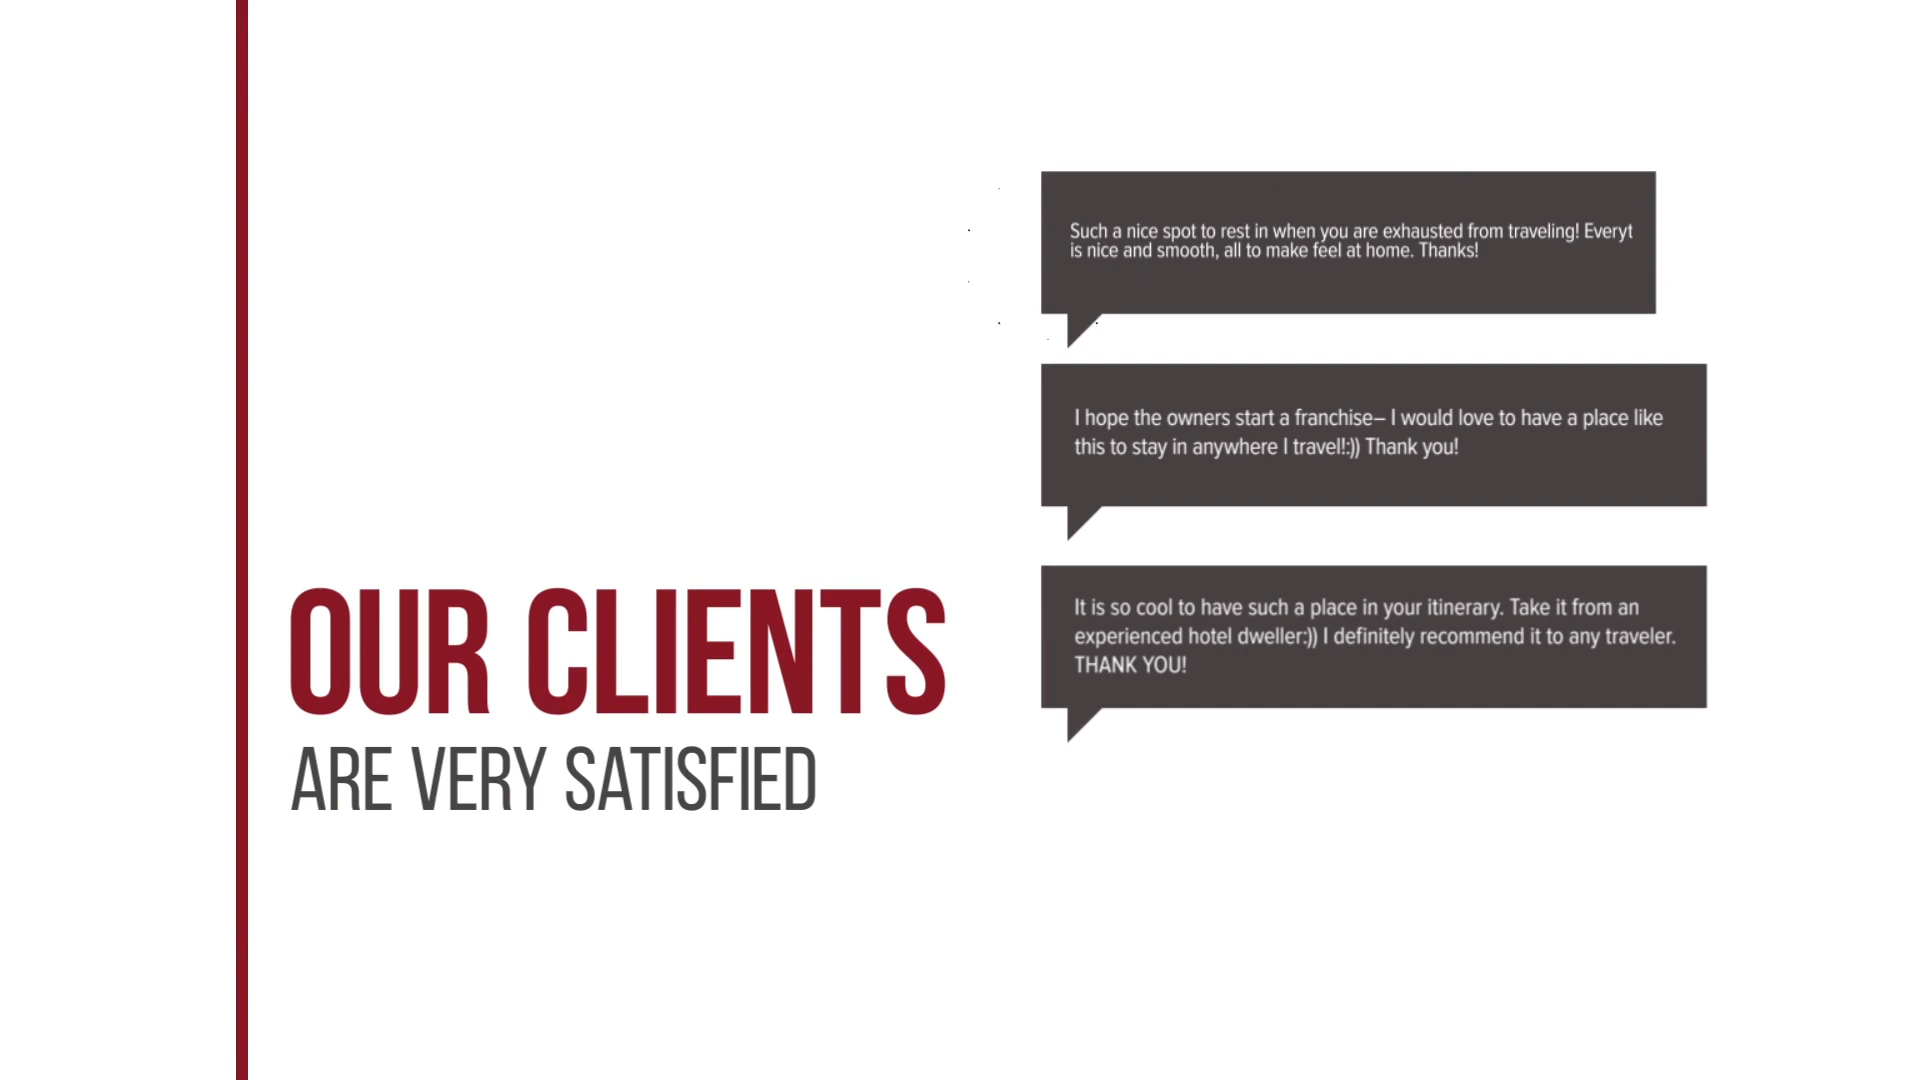 OUR CLIENTS
ARE VERY SATISFIED
Such a nice spot to rest in when you are exhausted from traveling! Everyt
is nice and smooth, all to make feel at home. Thanks!
I hope the owners start a franchise– I would love to have a place like
this to stay in anywhere I travel!:)) Thank you!
It is so cool to have such a place in your itinerary. Take it from an
experienced hotel dweller:)) I definitely recommend it to any traveler.
THANK YOU!